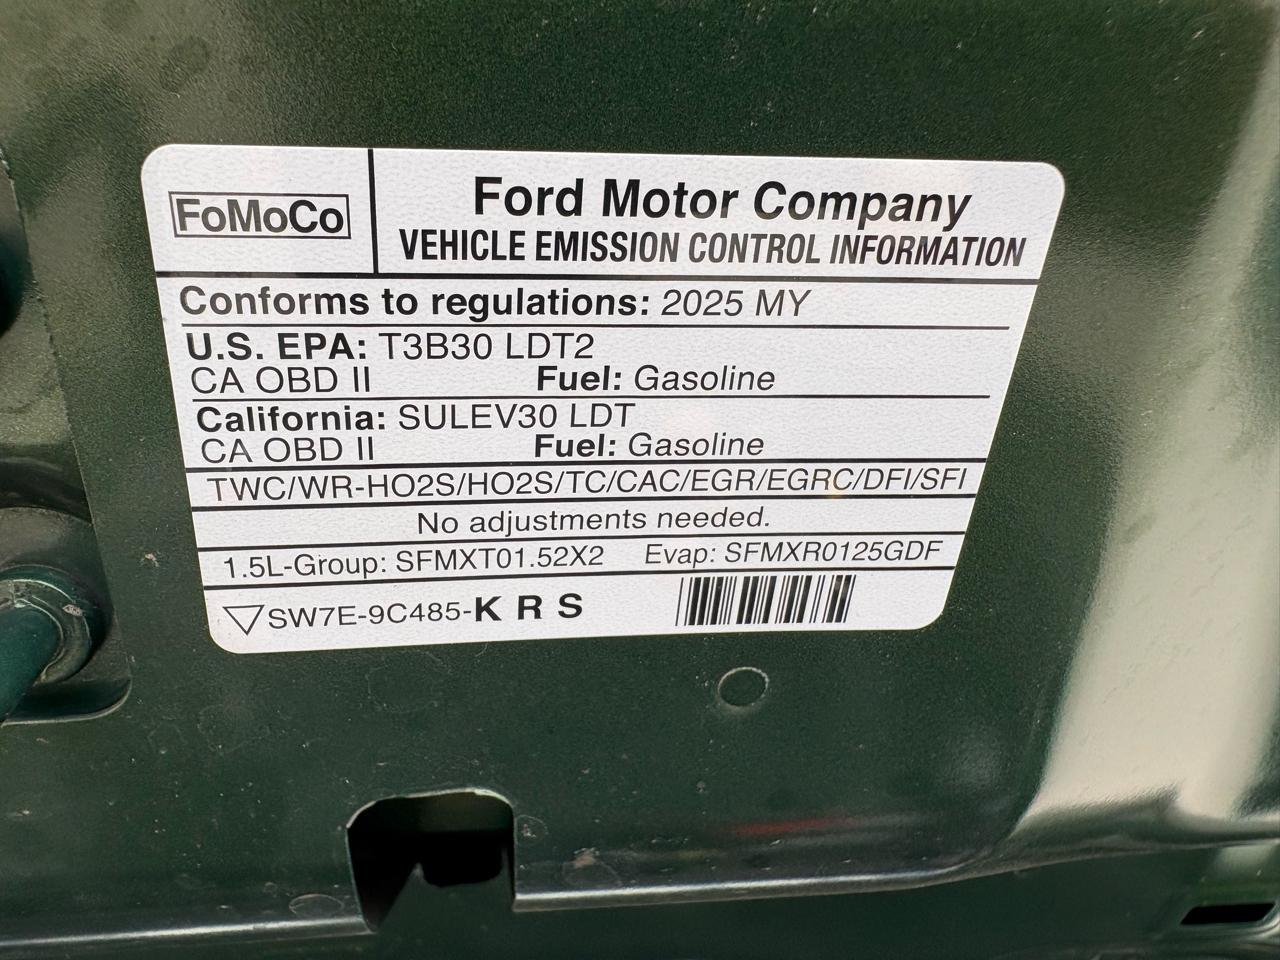 FoMoCo
Ford Motor Company
VEHICLE EMISSION CONTROL INFORMATION
Conforms to regulations: 2025 MY
U.S. EPA: T3B30 LDT2
CA OBD II Fuel: Gasoline
California: SULEV30 LDT
CA OBD II Fuel: Gasoline
TWC/WR-HO2S/HO2S/TC/CAC/EGR/EGRC/DFI/SFI
No adjustments needed.
1.5L-Group: SFMXT01.52X2 Evap: SFMXR0125GDF
SW7E-9C485-K R S